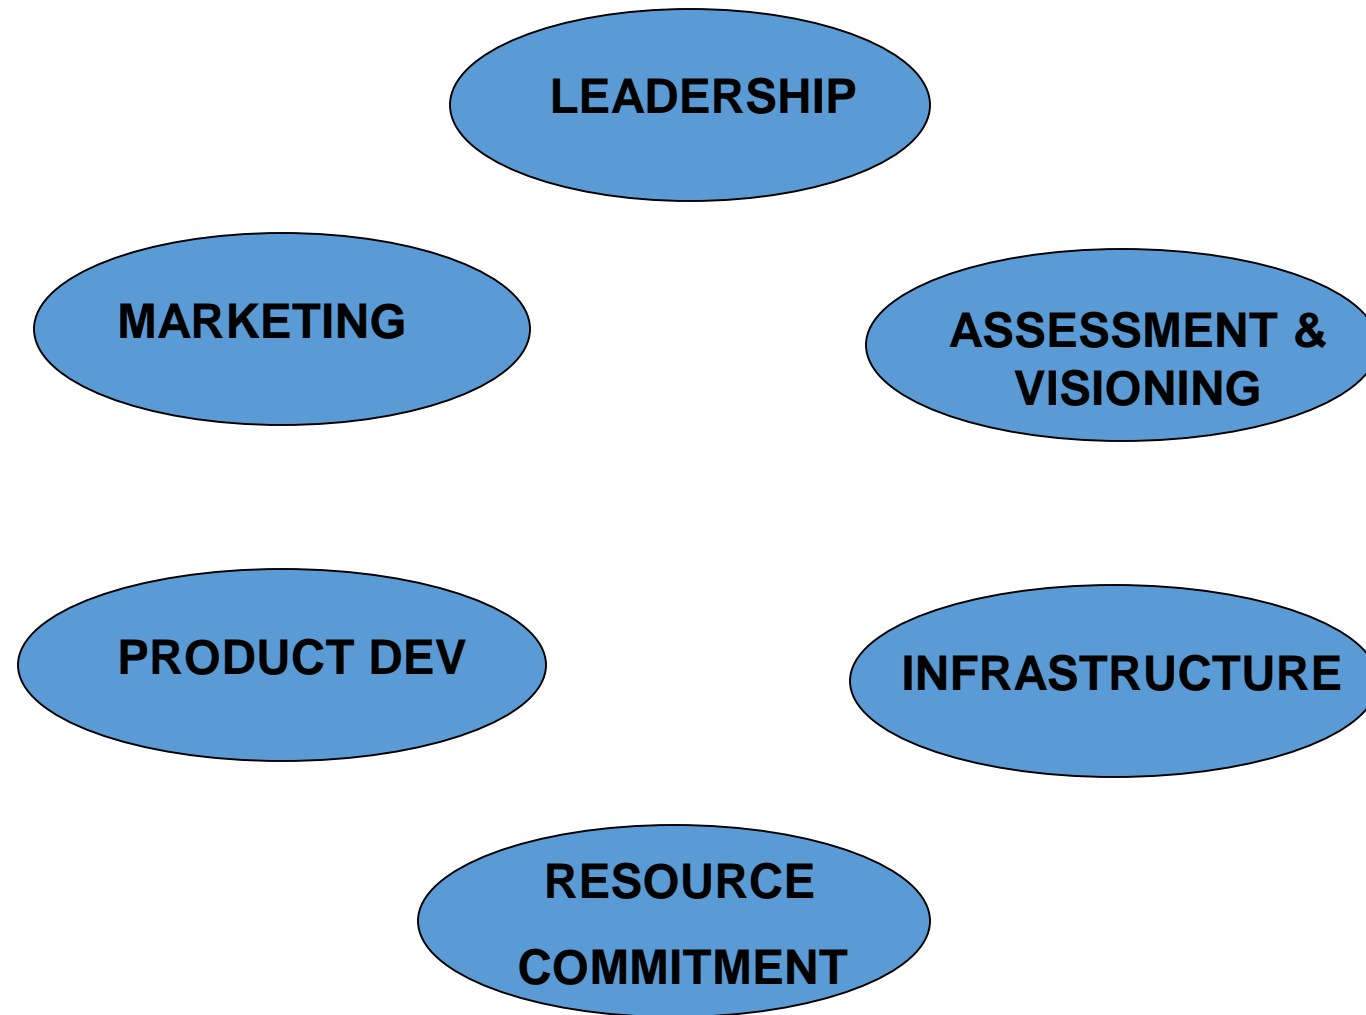 LEADERSHIP
MARKETING
ASSESSMENT &
VISIONING
PRODUCT DEV
INFRASTRUCTURE
RESOURCE
COMMITMENT